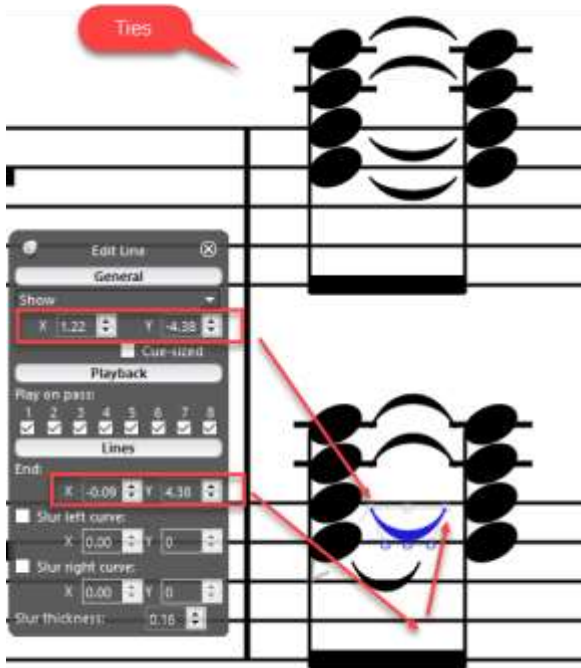 Ties
Edit Line
General
Show
X 1.22 Y -4.38
Cue-sized
Playback
Play on pass:
1 2 3 4 5 6 7 8
Lines
End:
X -0.09 Y 4.38
Slur left curve:
X 0.00 Y 0
Slur right curve:
X 0.00 Y 0
Slur thickness: 0.16